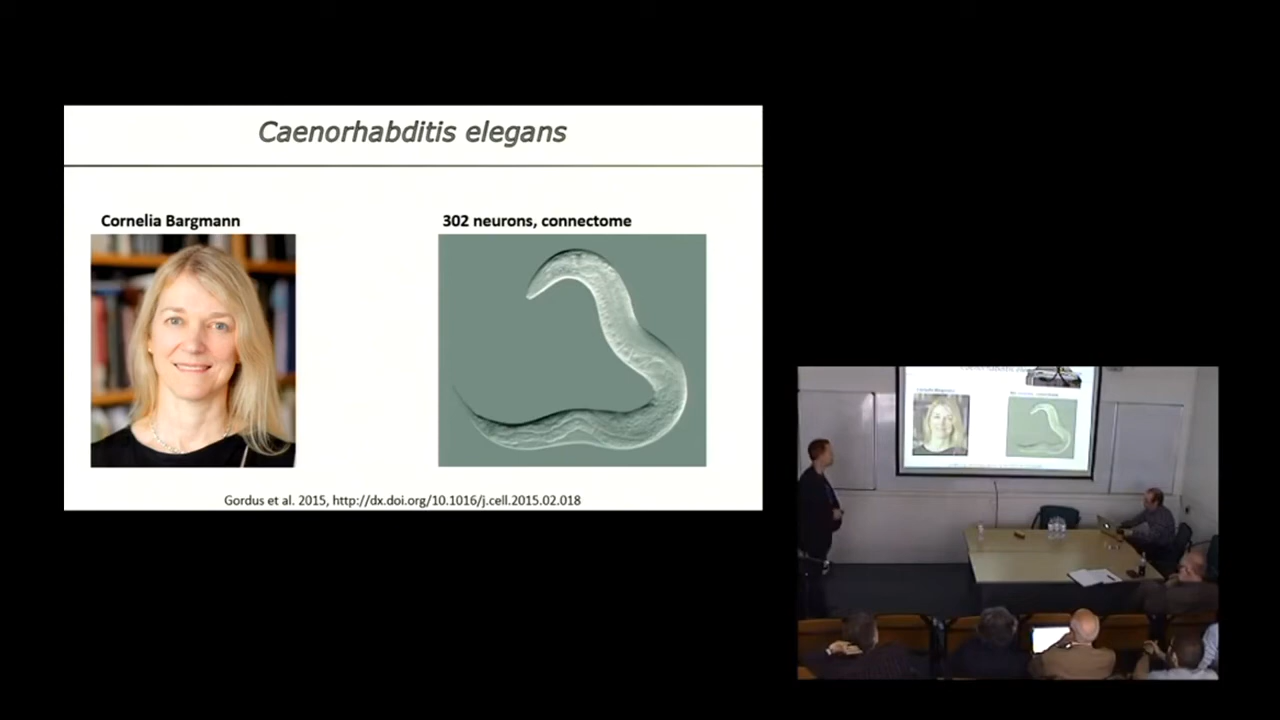 Caenorhabditis elegans
Cornelia Bargmann
302 neurons, connectome
Gordus et al. 2015, http://dx.doi.org/10.1016/j.cell.2015.02.018